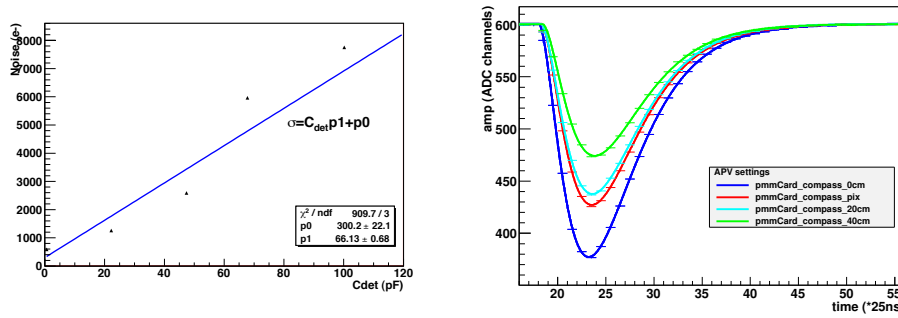 Noise (e-)
8000
7000
6000
5000
4000
3000
2000
1000
0
σ=C_det p1+p0
χ² / ndf 909.7 / 3
p0 300.2 ± 22.1
p1 66.13 ± 0.68
0 20 40 60 80 100 120
Cdet (pF)
amp (ADC channels)
600
550
500
450
400
APV settings
pmmCard_compass_0cm
pmmCard_compass_pix
pmmCard_compass_20cm
pmmCard_compass_40cm
20 25 30 35 40 45 50 55
time (*25ns